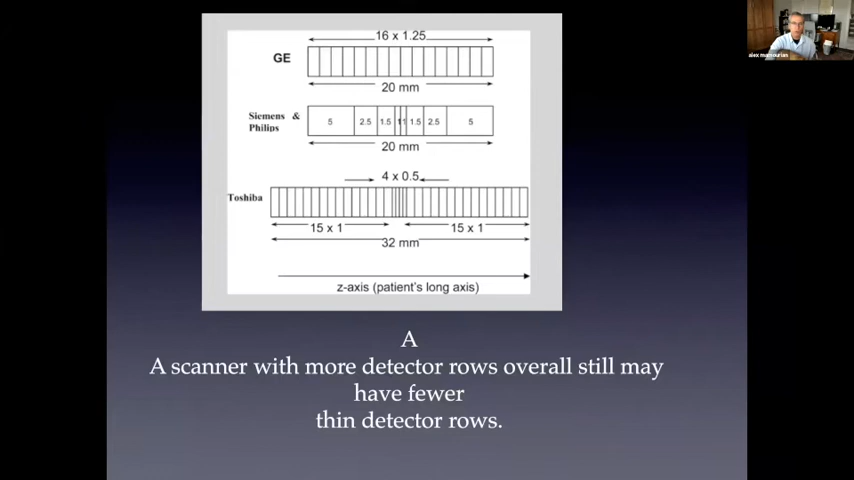 16 x 1.25
GE
20 mm
Siemens &
Philips
5 2.5 1.5 1 1 1.5 2.5 5
20 mm
4 x 0.5
Toshiba
15 x 1 15 x 1
32 mm
z-axis (patient's long axis)
A
A scanner with more detector rows overall still may
have fewer
thin detector rows.
alex mamourian